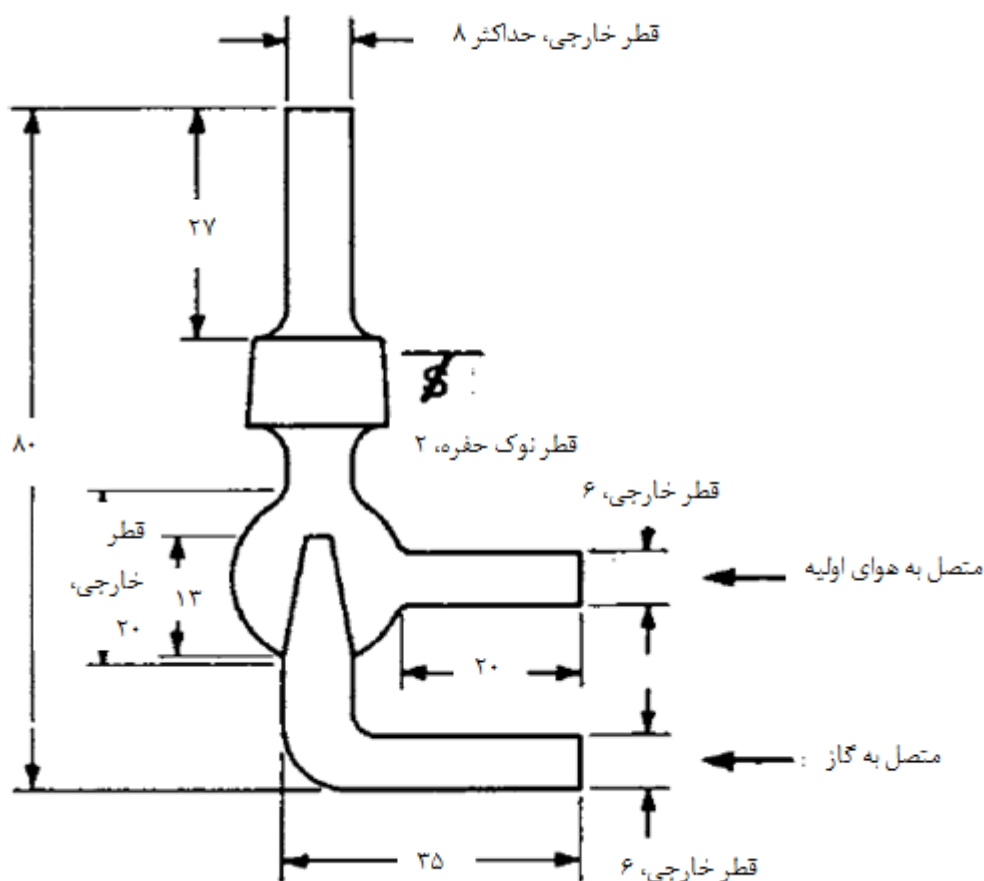 قطر خارجی، حداکثر ۸
۲۷
۸۰
قطر نوک حفره، ۲
قطر خارجی، ۶
قطر
خارجی،
۲۰
۱۳
متصل به هوای اولیه
۲۰
متصل به گاز :
۳۵
قطر خارجی، ۶